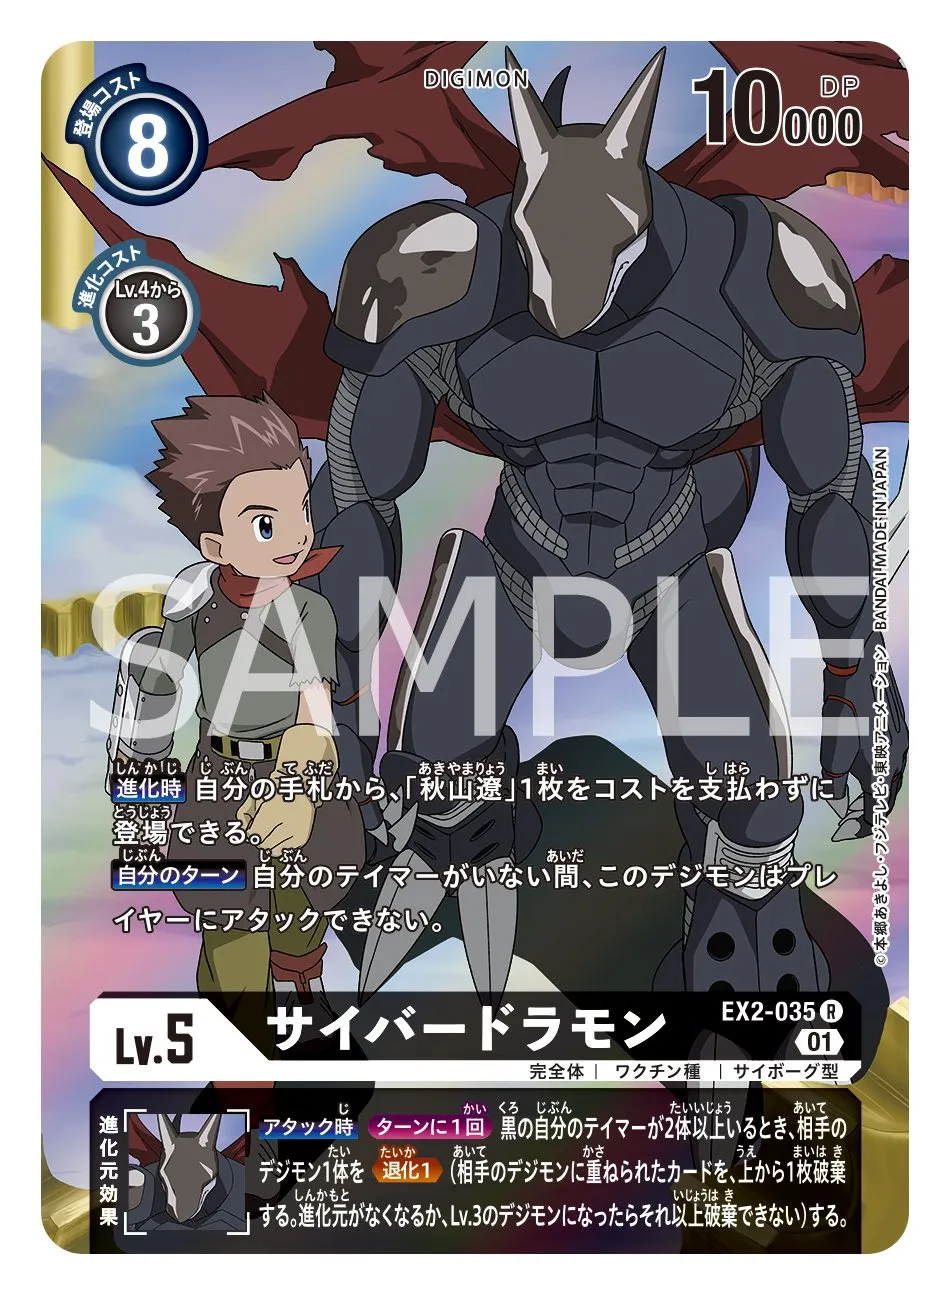 DIGIMON
登場コスト
8
10000
DP
進化コスト
Lv.4から
3
SAMPLE
進化時 自分の手札から、「秋山遼」1枚をコストを支払わずに
登場できる。
自分のターン 自分のテイマーがいない間、このデジモンはプレ
イヤーにアタックできない。
©本郷あきよし・フジテレビ・東映アニメーション BANDAI MADE IN JAPAN
Lv.5
サイバードラモン
EX2-035 R
01
完全体 | ワクチン種 | サイボーグ型
進化元効果
アタック時 ターンに1回 黒の自分のテイマーが2体以上いるとき、相手の
デジモン1体を 退化1 (相手のデジモンに重ねられたカードを、上から1枚破棄
する。進化元がなくなるか、Lv.3のデジモンになったらそれ以上破棄できない)する。